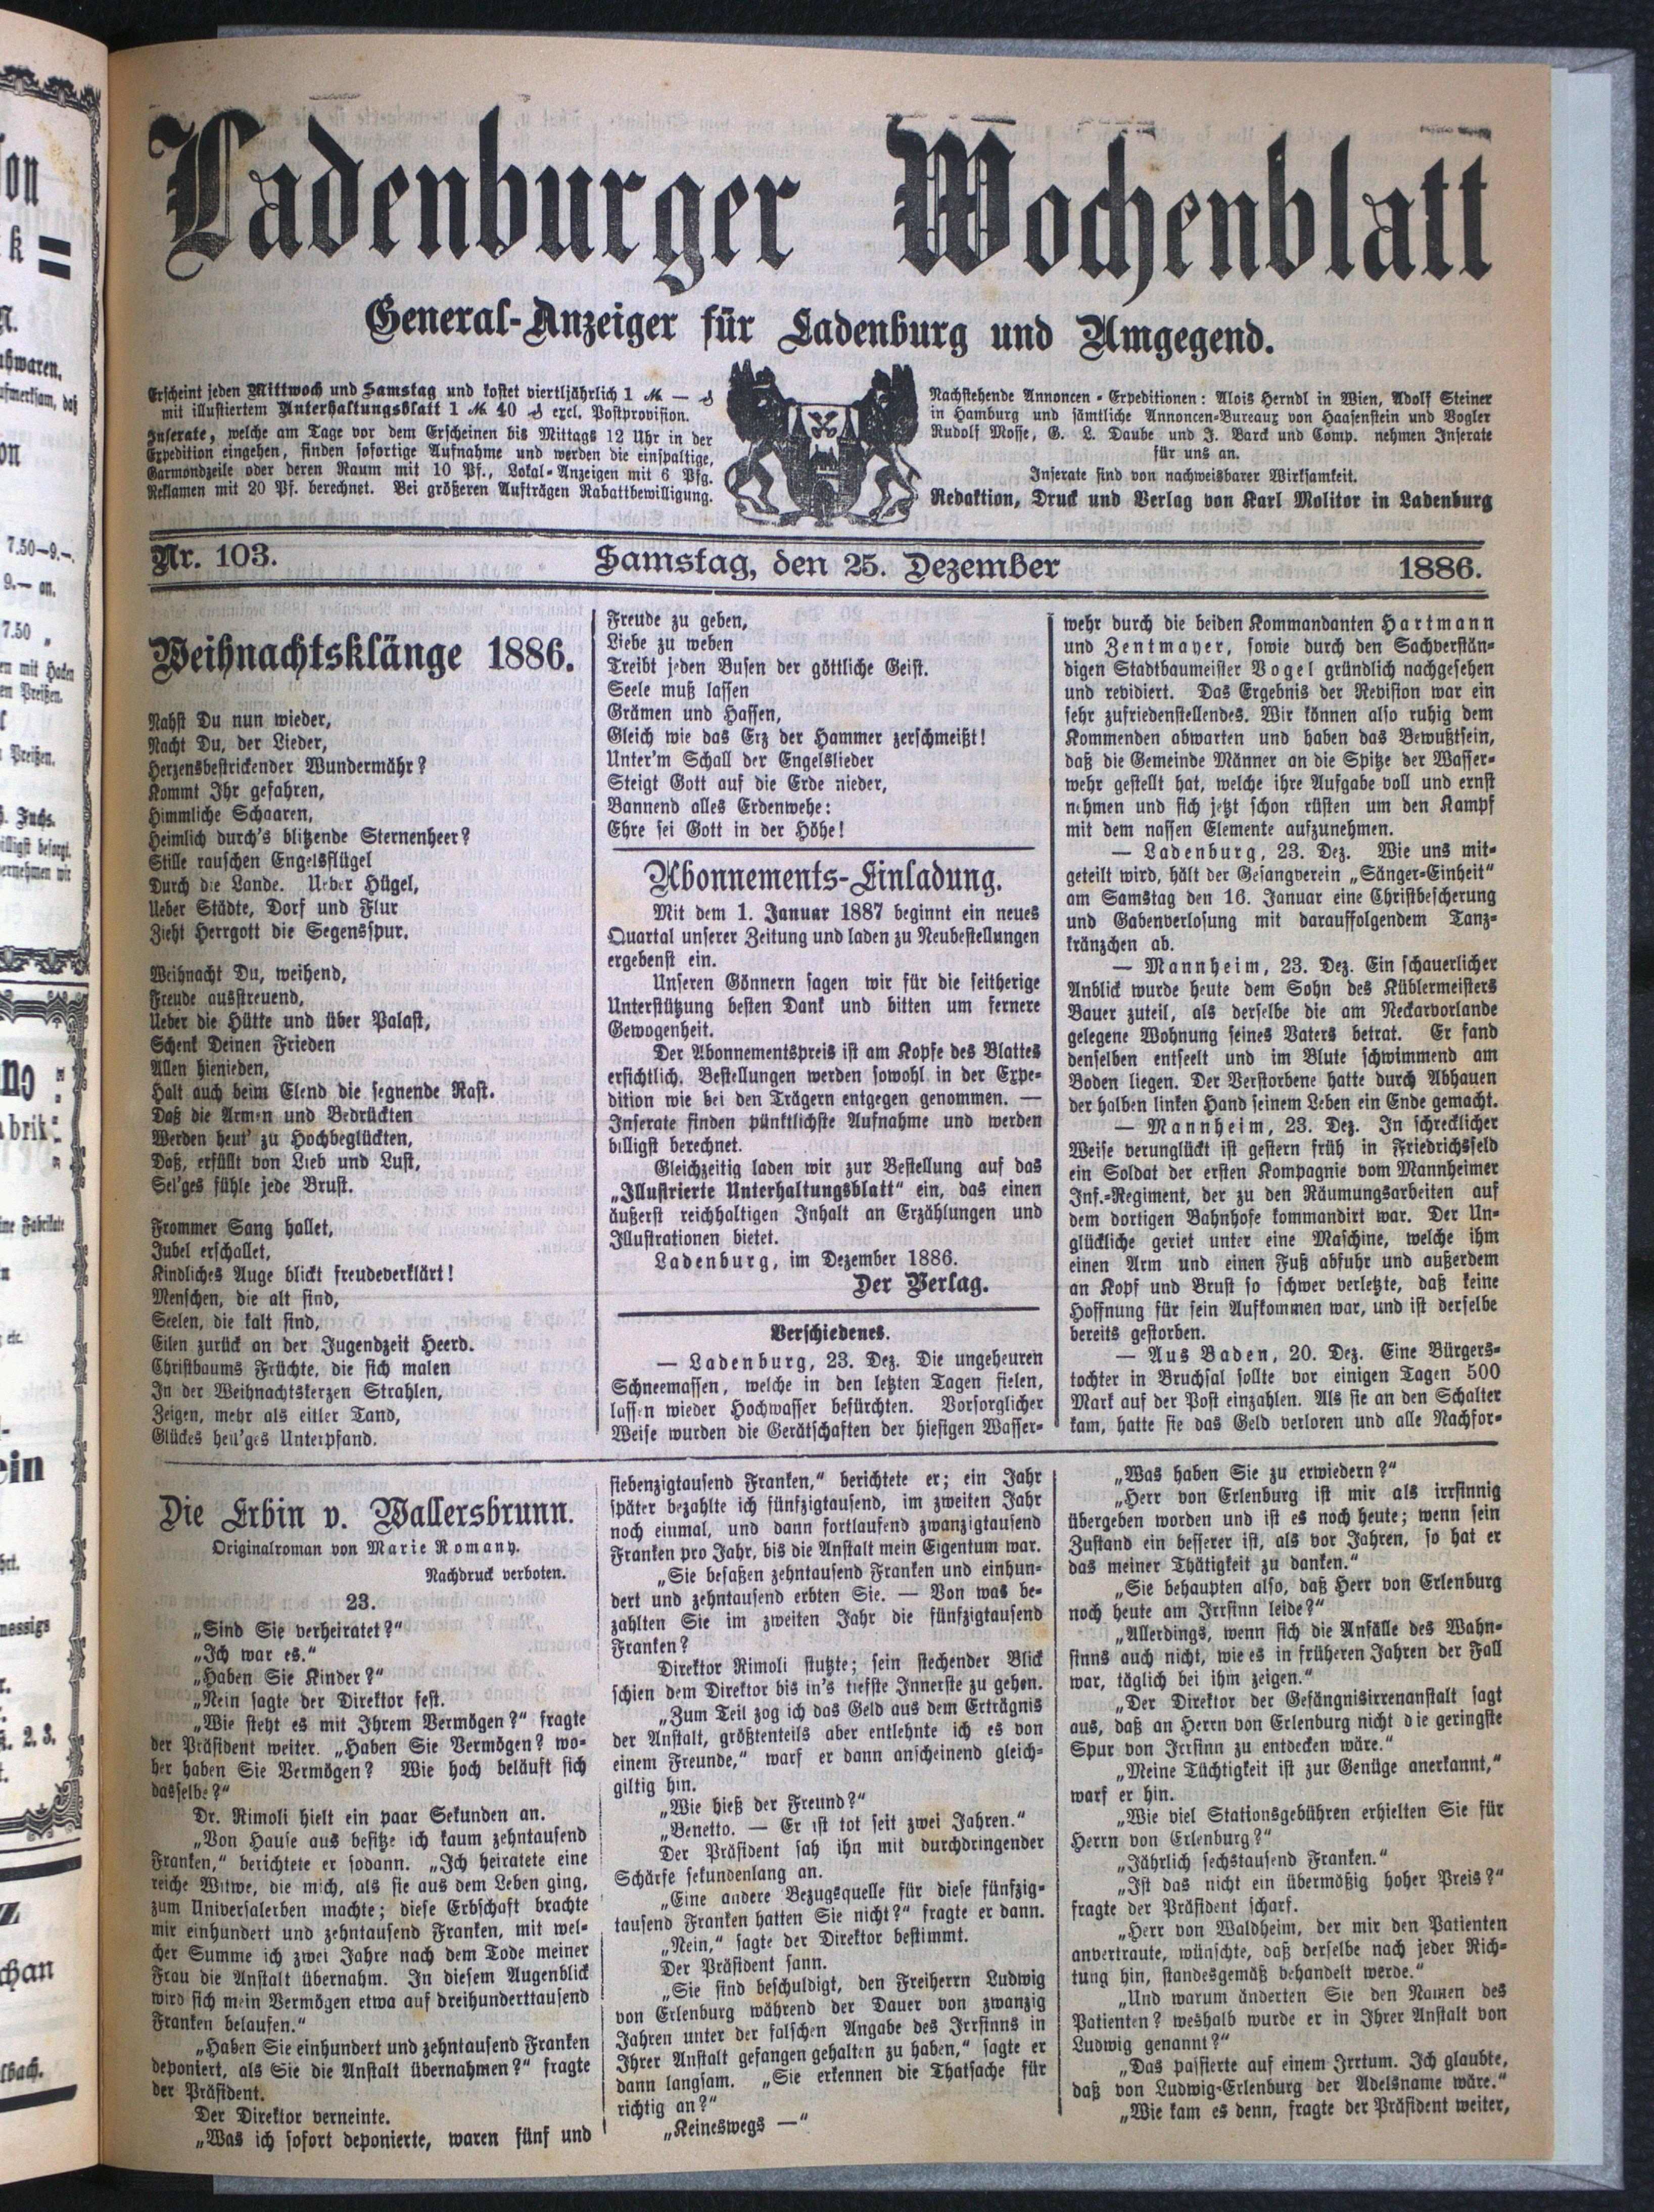 Ladenburger Wochenblatt
General-Anzeiger für Ladenburg und Umgegend.
Erscheint jeden Mittwoch und Samstag und kostet vierteljährlich 1 ℳ — ₰
mit illustiertem Unterhaltungsblatt 1 ℳ 40 ₰ excl. Postprovision.
Inserate, welche am Tage vor dem Erscheinen bis Mittags 12 Uhr in der
Expedition eingehen, finden sofortige Aufnahme und werden die einspaltige,
Garmondzeile oder deren Raum mit 10 Pf., Lokal-Anzeigen mit 6 Pfg.
Reklamen mit 20 Pf. berechnet. Bei größeren Aufträgen Rabattbewilligung.
Nachstehende Annoncen-Expeditionen: Alois Herndl in Wien, Adolf Steiner
in Hamburg und sämtliche Annoncen-Bureaux von Haasenstein und Vogler
Rudolf Mosse, G. L. Daube und J. Barck und Comp. nehmen Inserate
für uns an.
Inserate sind von nachweisbarer Wirksamkeit.
Redaktion, Druck und Verlag von Karl Molitor in Ladenburg
Nr. 103. Samstag, den 25. Dezember 1886.
Weihnachtsklänge 1886.
Nahst Du nun wieder,
Nacht Du, der Lieder,
Herzensbestrickender Wundermähr?
Kommt Ihr gefahren,
Himmliche Schaaren,
Heimlich durch's blitzende Sternenheer?
Stille rauschen Engelsflügel
Durch die Lande. Ueber Hügel,
Ueber Städte, Dorf und Flur
Zieht Herrgott die Segensspur.
Weihnacht Du, weihend,
Freude ausstreuend,
Ueber die Hütte und über Palast,
Schenk Deinen Frieden
Allen hienieden,
Halt auch beim Elend die segnende Rast.
Daß die Armen und Bedrückten
Werden heut' zu Hochbeglückten,
Daß, erfüllt von Lieb und Lust,
Sel'ges fühle jede Brust.
Frommer Sang hallet,
Jubel erschallet,
Kindliches Auge blickt freudeverklärt!
Menschen, die alt sind,
Seelen, die kalt sind,
Eilen zurück an der Jugendzeit Heerd.
Christbaums Früchte, die sich malen
In der Weihnachtskerzen Strahlen,
Zeigen, mehr als eitler Tand,
Glückes heil'ges Unterpfand.
Freude zu geben,
Liebe zu weben
Treibt jeden Busen der göttliche Geist.
Seele muß lassen
Grämen und Hassen,
Gleich wie das Erz der Hammer zerschmeißt!
Unter'm Schall der Engelslieder
Steigt Gott auf die Erde nieder,
Bannend alles Erdenwehe:
Ehre sei Gott in der Höhe!
Abonnements-Einladung.
Mit dem 1. Januar 1887 beginnt ein neues
Quartal unserer Zeitung und laden zu Neubestellungen
ergebenst ein.
Unseren Gönnern sagen wir für die seitherige
Unterstützung besten Dank und bitten um fernere
Gewogenheit.
Der Abonnementspreis ist am Kopfe des Blattes
ersichtlich. Bestellungen werden sowohl in der Expe-
dition wie bei den Trägern entgegen genommen. —
Inserate finden pünktlichste Aufnahme und werden
billigst berechnet.
Gleichzeitig laden wir zur Bestellung auf das
„Illustrierte Unterhaltungsblatt“ ein, das einen
äußerst reichhaltigen Inhalt an Erzählungen und
Illustrationen bietet.
Ladenburg, im Dezember 1886.
Der Verlag.
Verschiedenes.
— Ladenburg, 23. Dez. Die ungeheuren
Schneemassen, welche in den letzten Tagen fielen,
lassen wieder Hochwasser befürchten. Vorsorglicher
Weise wurden die Gerätschaften der hiesigen Wasser-
wehr durch die beiden Kommandanten Hartmann
und Zentmayer, sowie durch den Sachverstän-
digen Stadtbaumeister Vogel gründlich nachgesehen
und revidiert. Das Ergebnis der Revision war ein
sehr zufriedenstellendes. Wir können also ruhig dem
Kommenden abwarten und haben das Bewußtsein,
daß die Gemeinde Männer an die Spitze der Wasser-
wehr gestellt hat, welche ihre Aufgabe voll und ernst
nehmen und sich jetzt schon rüsten um den Kampf
mit dem nassen Elemente aufzunehmen.
— Ladenburg, 23. Dez. Wie uns mit-
geteilt wird, hält der Gesangverein „Sänger-Einheit“
am Samstag den 16. Januar eine Christbescherung
und Gabenverlosung mit darauffolgendem Tanz-
kränzchen ab.
— Mannheim, 23. Dez. Ein schauerlicher
Anblick wurde heute dem Sohn des Küblermeisters
Bauer zuteil, als derselbe die am Neckarvorlande
gelegene Wohnung seines Vaters betrat. Er fand
denselben entseelt und im Blute schwimmend am
Boden liegen. Der Verstorbene hatte durch Abhauen
der halben linken Hand seinem Leben ein Ende gemacht.
— Mannheim, 23. Dez. In schrecklicher
Weise verunglückt ist gestern früh in Friedrichsfeld
ein Soldat der ersten Kompagnie vom Mannheimer
Inf.-Regiment, der zu den Räumungsarbeiten auf
dem dortigen Bahnhofe kommandirt war. Der Un-
glückliche geriet unter eine Maschine, welche ihm
einen Arm und einen Fuß abfuhr und außerdem
an Kopf und Brust so schwer verletzte, daß keine
Hoffnung für sein Aufkommen war, und ist derselbe
bereits gestorben.
— Aus Baden, 20. Dez. Eine Bürgers-
tochter in Bruchsal sollte vor einigen Tagen 500
Mark auf der Post einzahlen. Als sie an den Schalter
kam, hatte sie das Geld verloren und alle Nachfor-
Die Erbin v. Wallersbrunn.
Originalroman von Marie Romany.
Nachdruck verboten.
23.
„Sind Sie verheiratet?“
„Ich war es.“
„Haben Sie Kinder?“
„Nein sagte der Direktor fest.
„Wie steht es mit Ihrem Vermögen?“ fragte
der Präsident weiter. „Haben Sie Vermögen? wo-
her haben Sie Vermögen? Wie hoch beläuft sich
dasselbe?“
Dr. Rimoli hielt ein paar Sekunden an.
„Von Hause aus besitze ich kaum zehntausend
Franken,“ berichtete er sodann. „Ich heiratete eine
reiche Witwe, die mich, als sie aus dem Leben ging,
zum Universalerben machte; diese Erbschaft brachte
mir einhundert und zehntausend Franken, mit wel-
cher Summe ich zwei Jahre nach dem Tode meiner
Frau die Anstalt übernahm. In diesem Augenblick
wird sich mein Vermögen etwa auf dreihunderttausend
Franken belaufen.“
„Haben Sie einhundert und zehntausend Franken
deponiert, als Sie die Anstalt übernahmen?“ fragte
der Präsident.
Der Direktor verneinte.
„Was ich sofort deponierte, waren fünf und
siebenzigtausend Franken,“ berichtete er; ein Jahr
später bezahlte ich fünfzigtausend, im zweiten Jahr
noch einmal, und dann fortlaufend zwanzigtausend
Franken pro Jahr, bis die Anstalt mein Eigentum war.
„Sie besaßen zehntausend Franken und einhun-
dert und zehntausend erbten Sie. — Von was be-
zahlten Sie im zweiten Jahr die fünfzigtausend
Franken?
Direktor Rimoli stutzte; sein stechender Blick
schien dem Direktor bis in's tiefste Innerste zu gehen.
„Zum Teil zog ich das Geld aus dem Erträgnis
der Anstalt, größtenteils aber entlehnte ich es von
einem Freunde,“ warf er dann anscheinend gleich-
giltig hin.
„Wie hieß der Freund?“
„Benetto. — Er ist tot seit zwei Jahren.“
Der Präsident sah ihn mit durchdringender
Schärfe sekundenlang an.
„Eine andere Bezugsquelle für diese fünfzig-
tausend Franken hatten Sie nicht?“ fragte er dann.
„Nein,“ sagte der Direktor bestimmt.
Der Präsident sann.
„Sie sind beschuldigt, den Freiherrn Ludwig
von Erlenburg während der Dauer von zwanzig
Jahren unter der falschen Angabe des Irrsinns in
Ihrer Anstalt gefangen gehalten zu haben,“ sagte er
dann langsam. „Sie erkennen die Thatsache für
richtig an?“
„Keineswegs —“
„Was haben Sie zu erwiedern?“
„Herr von Erlenburg ist mir als irrsinnig
übergeben worden und ist es noch heute; wenn sein
Zustand ein besserer ist, als vor Jahren, so hat er
das meiner Thätigkeit zu danken.“
„Sie behaupten also, daß Herr von Erlenburg
noch heute am Irrsinn leide?“
„Allerdings, wenn sich die Anfälle des Wahn-
sinns auch nicht, wie es in früheren Jahren der Fall
war, täglich bei ihm zeigen.“
„Der Direktor der Gefängnisirrenanstalt sagt
aus, daß an Herrn von Erlenburg nicht die geringste
Spur von Irrsinn zu entdecken wäre.“
„Meine Tüchtigkeit ist zur Genüge anerkannt,“
warf er hin.
„Wie viel Stationsgebühren erhielten Sie für
Herrn von Erlenburg?“
„Jährlich sechstausend Franken.“
„Ist das nicht ein übermäßig hoher Preis?“
fragte der Präsident scharf.
„Herr von Waldheim, der mir den Patienten
anvertraute, wünschte, daß derselbe nach jeder Rich-
tung hin, standesgemäß behandelt werde.“
„Und warum änderten Sie den Namen des
Patienten? weshalb wurde er in Ihrer Anstalt von
Ludwig genannt?“
„Das passierte auf einem Irrtum. Ich glaubte,
daß von Ludwig-Erlenburg der Adelsname wäre.“
„Wie kam es denn, fragte der Präsident weiter,